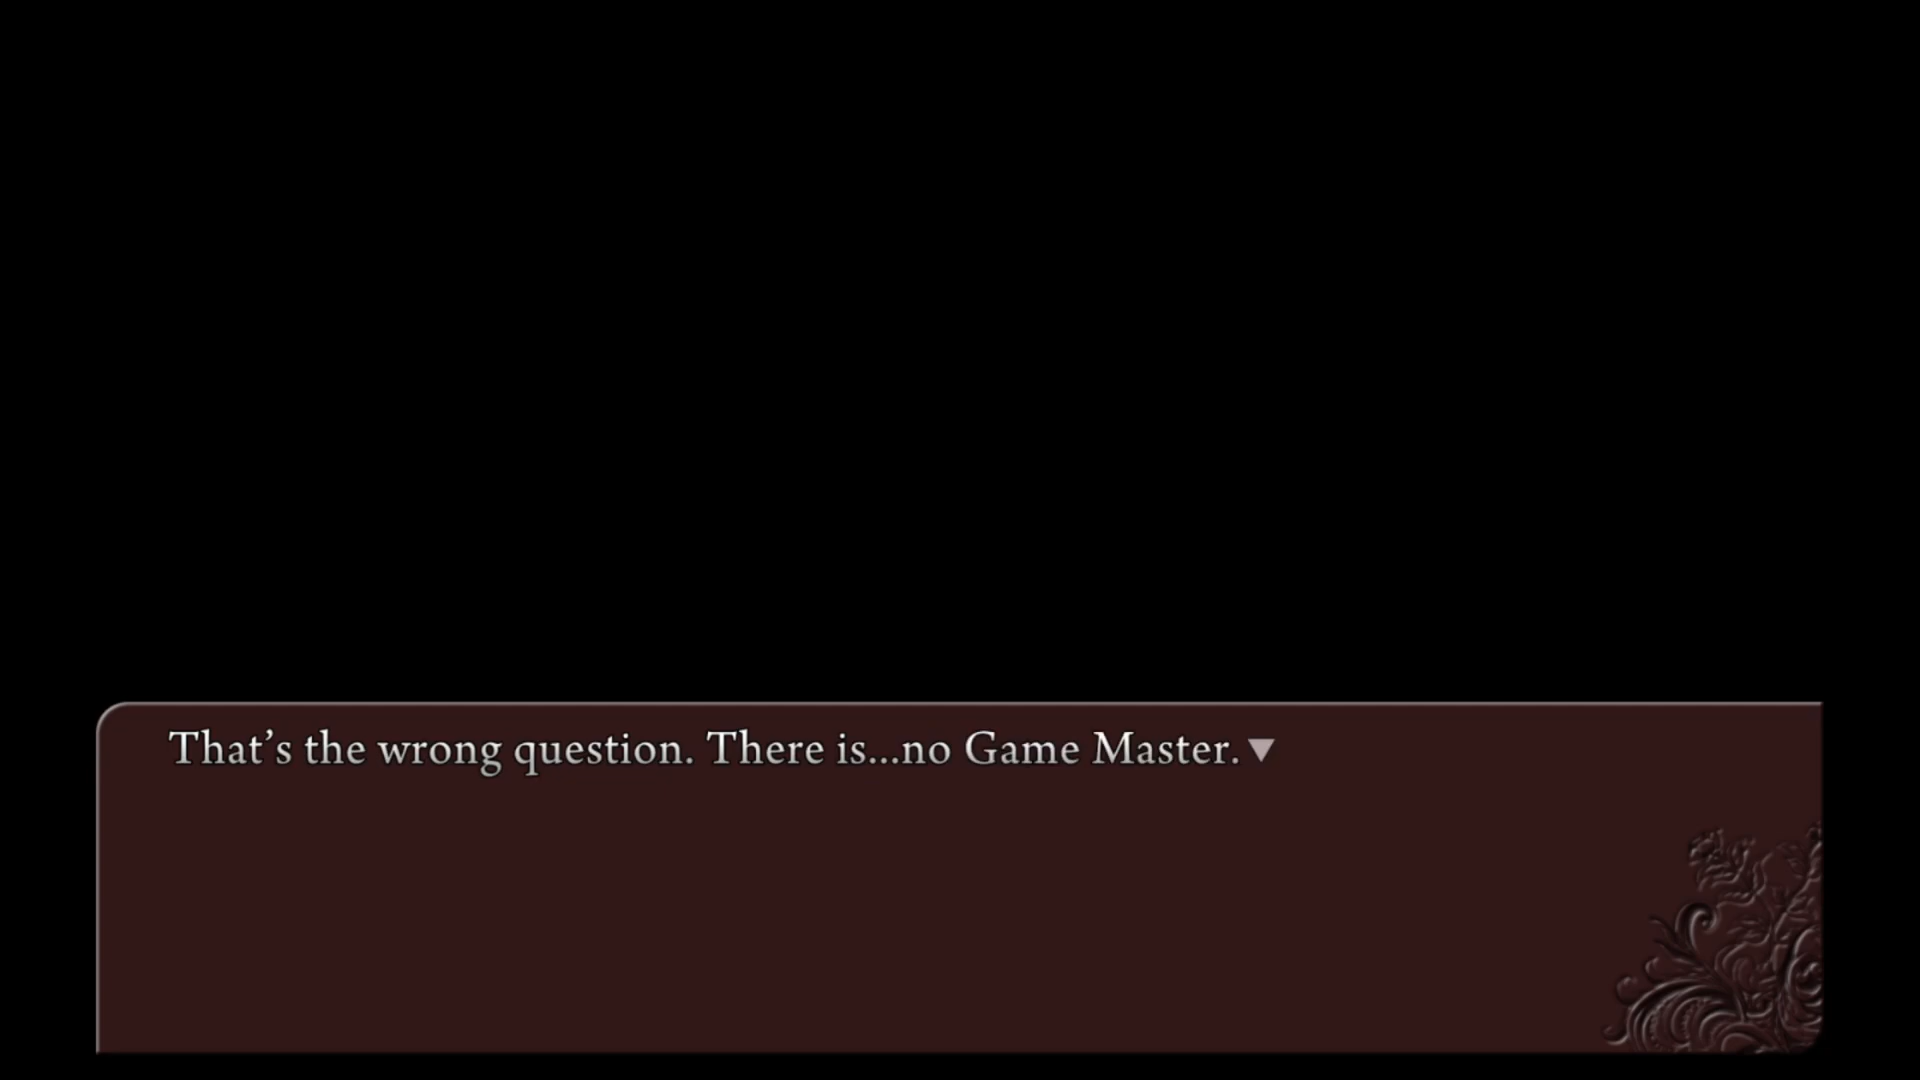 That’s the wrong question. There is...no Game Master.